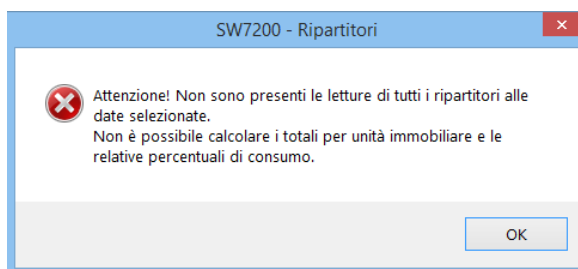 SW7200 - Ripartitori
Attenzione! Non sono presenti le letture di tutti i ripartitori alle
date selezionate.
Non è possibile calcolare i totali per unità immobiliare e le
relative percentuali di consumo.
OK